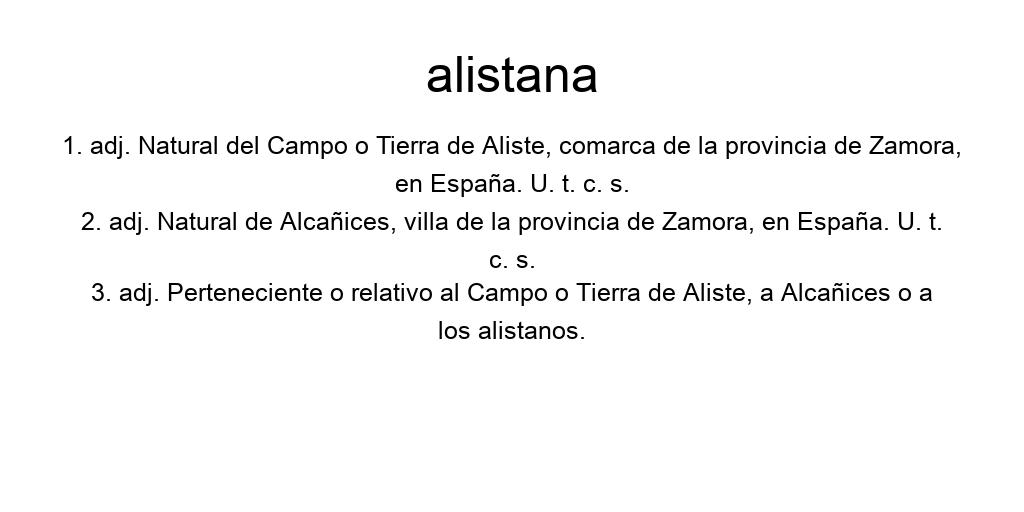 alistana
1. adj. Natural del Campo o Tierra de Aliste, comarca de la provincia de Zamora,
en España. U. t. c. s.
2. adj. Natural de Alcañices, villa de la provincia de Zamora, en España. U. t.
c. s.
3. adj. Perteneciente o relativo al Campo o Tierra de Aliste, a Alcañices o a
los alistanos.